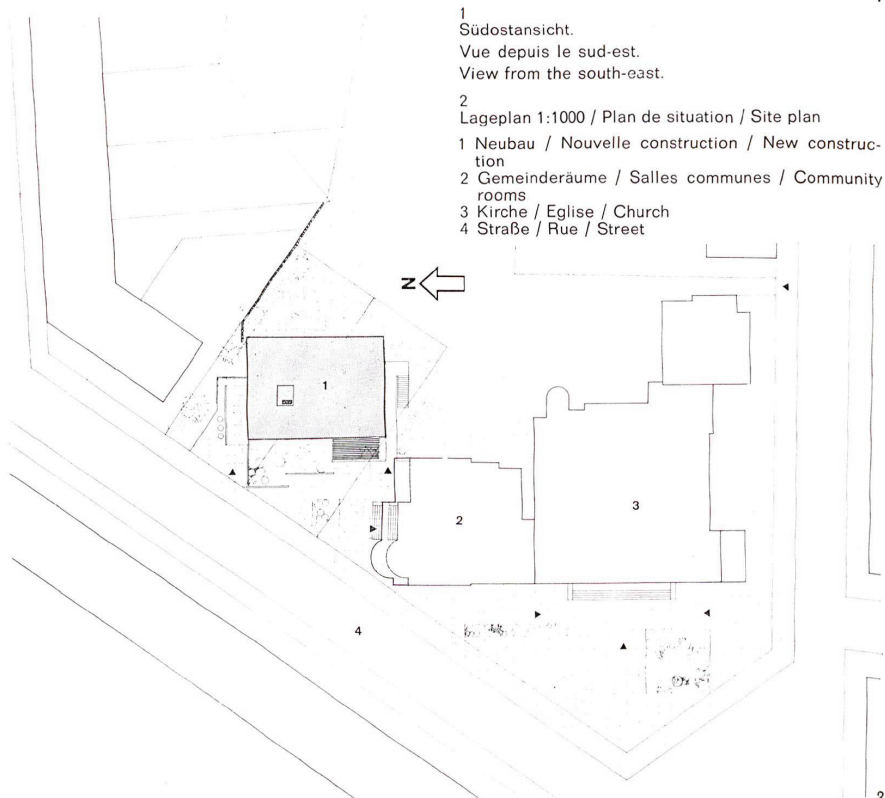 1
Südostansicht.
Vue depuis le sud-est.
View from the south-east.
2
Lageplan 1:1000 / Plan de situation / Site plan
1 Neubau / Nouvelle construction / New construc-
tion
2 Gemeinderäume / Salles communes / Community
rooms
3 Kirche / Eglise / Church
4 Straße / Rue / Street
N
1
2
3
4
2